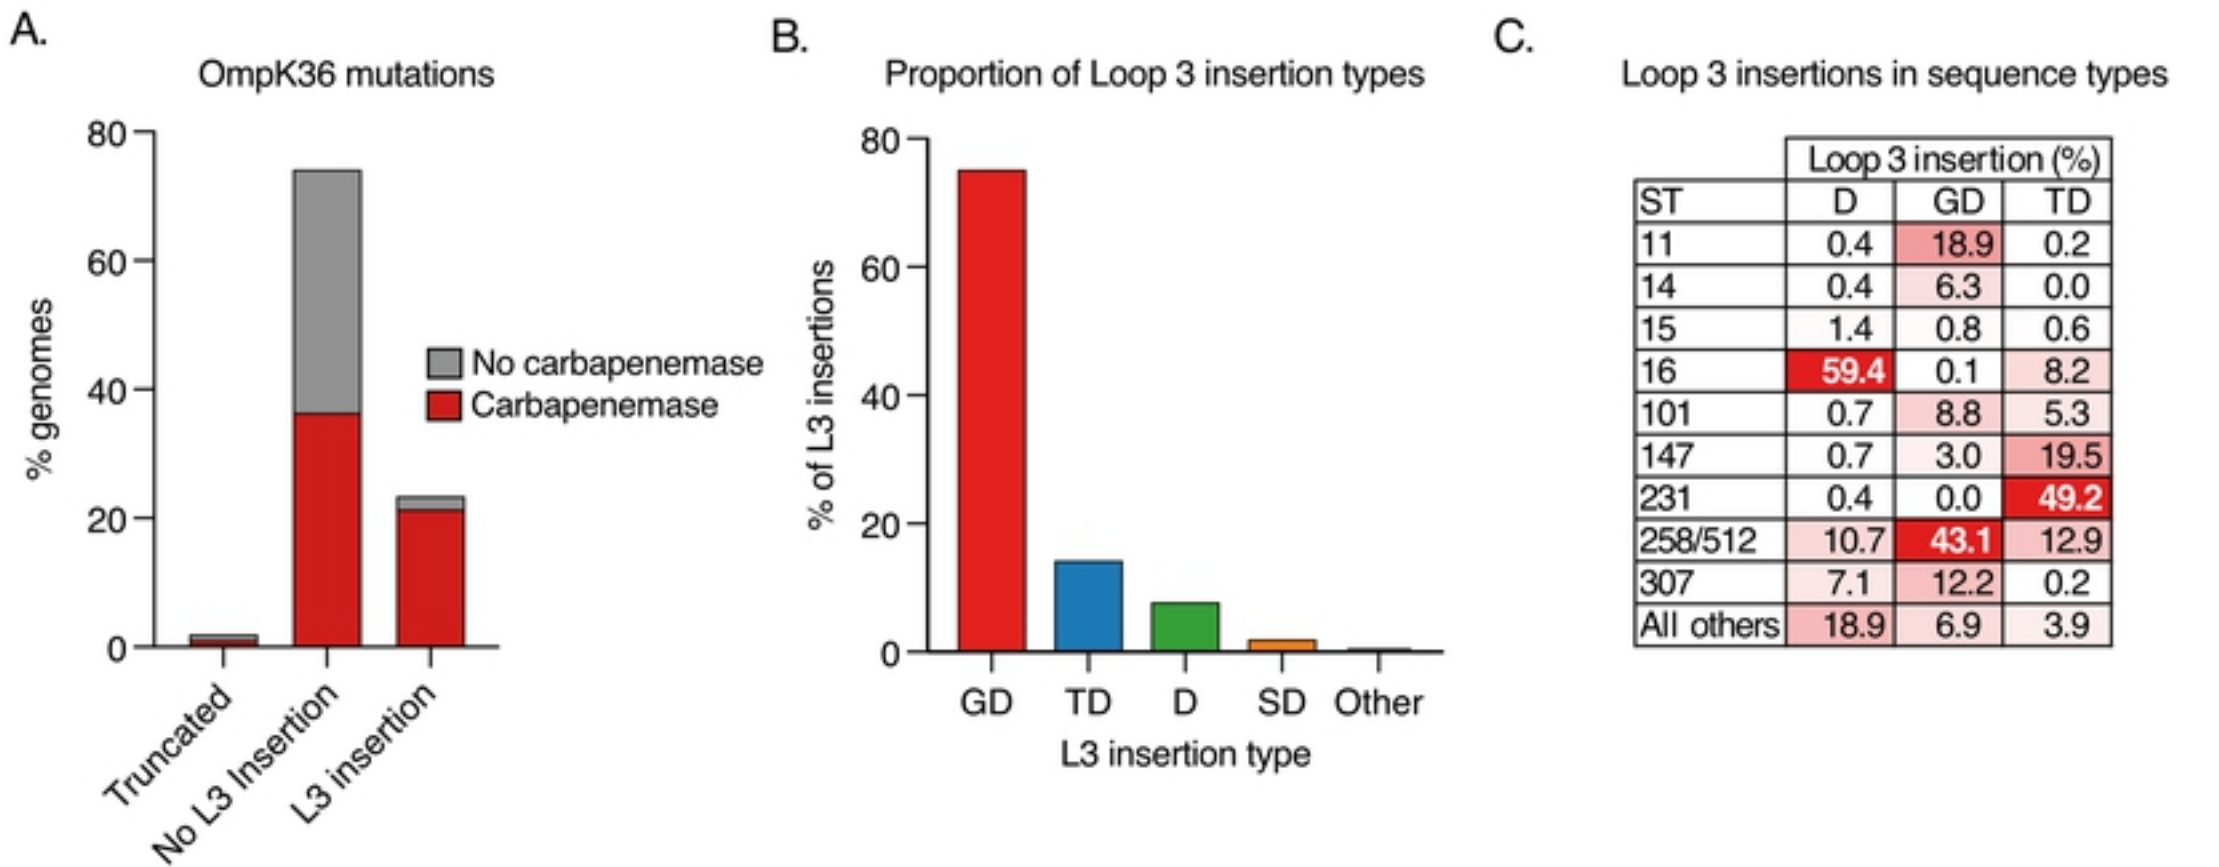 A.
OmpK36 mutations
80
60
40
20
0
% genomes
No carbapenemase
Carbapenemase
Truncated
No L3 Insertion
L3 insertion
B.
Proportion of Loop 3 insertion types
80
60
40
20
0
% of L3 insertions
GD TD D SD Other
L3 insertion type
C.
Loop 3 insertions in sequence types
Loop 3 insertion (%)
ST D GD TD
11 0.4 18.9 0.2
14 0.4 6.3 0.0
15 1.4 0.8 0.6
16 59.4 0.1 8.2
101 0.7 8.8 5.3
147 0.7 3.0 19.5
231 0.4 0.0 49.2
258/512 10.7 43.1 12.9
307 7.1 12.2 0.2
All others 18.9 6.9 3.9